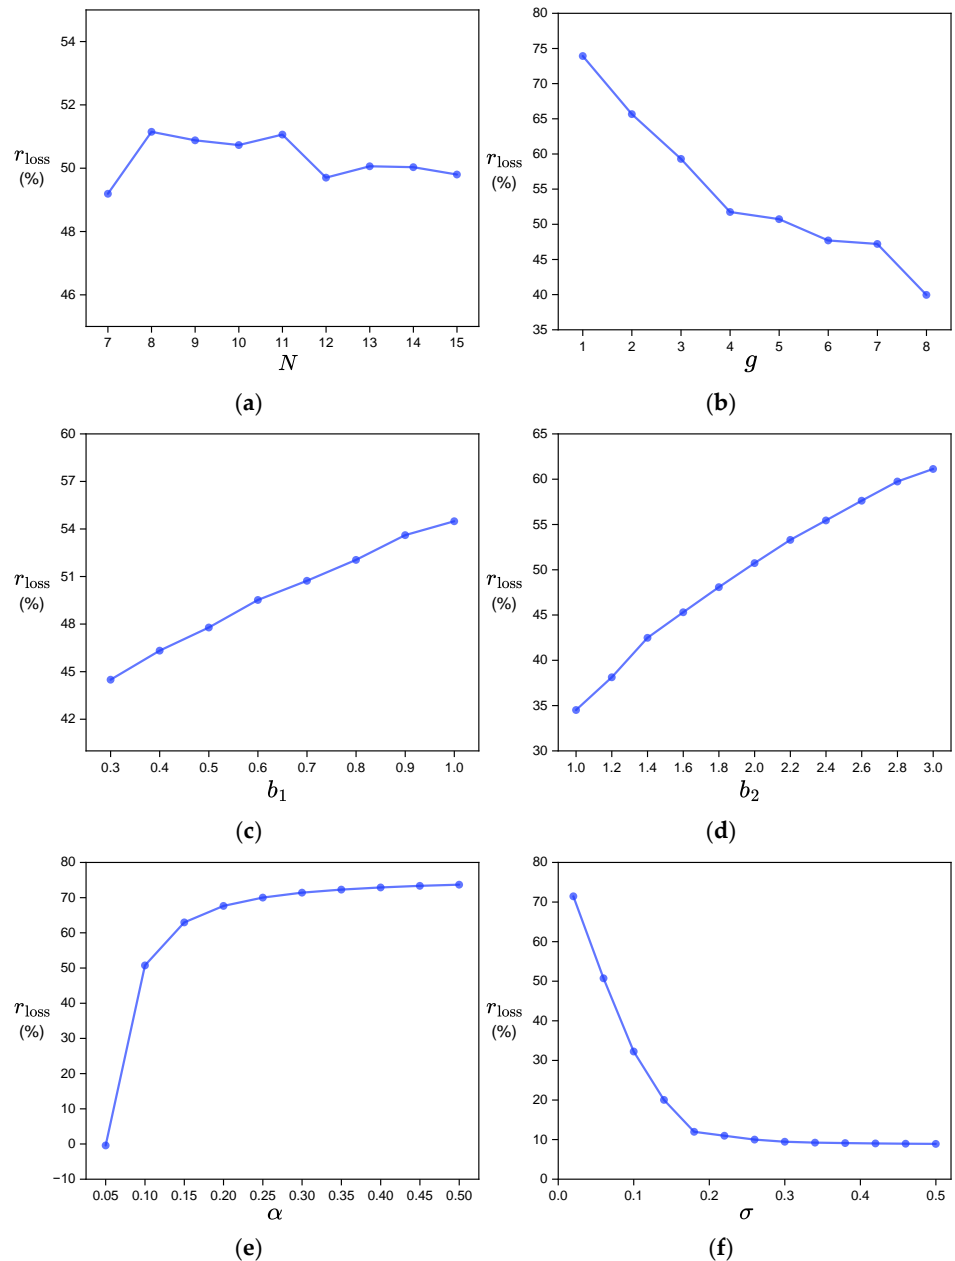 54
52
50
48
46
r_loss
(%)
7 8 9 10 11 12 13 14 15
N
(a)
80
75
70
65
60
55
50
45
40
35
r_loss
(%)
1 2 3 4 5 6 7 8
g
(b)
60
57
54
51
48
45
42
r_loss
(%)
0.3 0.4 0.5 0.6 0.7 0.8 0.9 1.0
b_1
(c)
65
60
55
50
45
40
35
30
r_loss
(%)
1.0 1.2 1.4 1.6 1.8 2.0 2.2 2.4 2.6 2.8 3.0
b_2
(d)
80
70
60
50
40
30
20
10
0
−10
r_loss
(%)
0.05 0.10 0.15 0.20 0.25 0.30 0.35 0.40 0.45 0.50
α
(e)
80
70
60
50
40
30
20
10
0
r_loss
(%)
0.0 0.1 0.2 0.3 0.4 0.5
σ
(f)